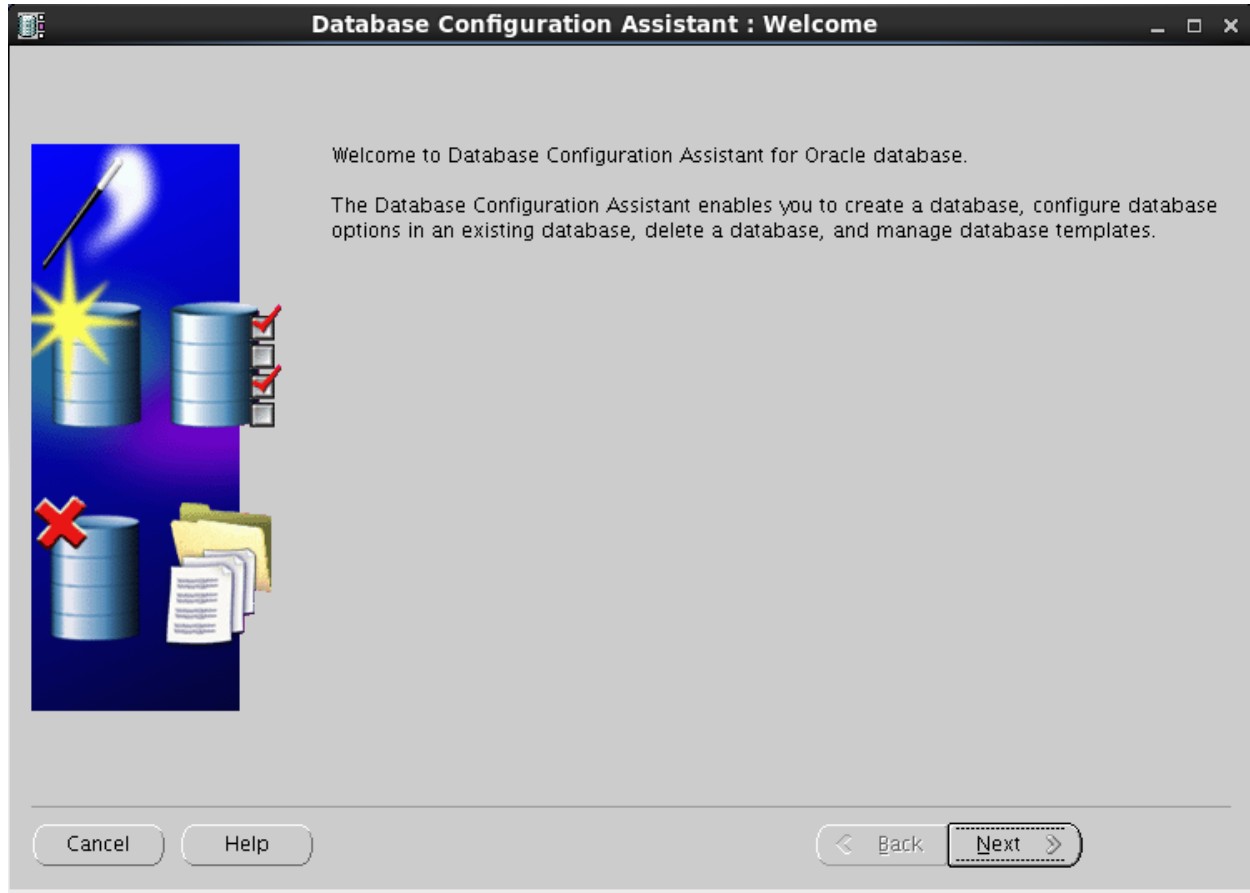 Database Configuration Assistant : Welcome
Welcome to Database Configuration Assistant for Oracle database.
The Database Configuration Assistant enables you to create a database, configure database
options in an existing database, delete a database, and manage database templates.
Cancel
Help
Back
Next